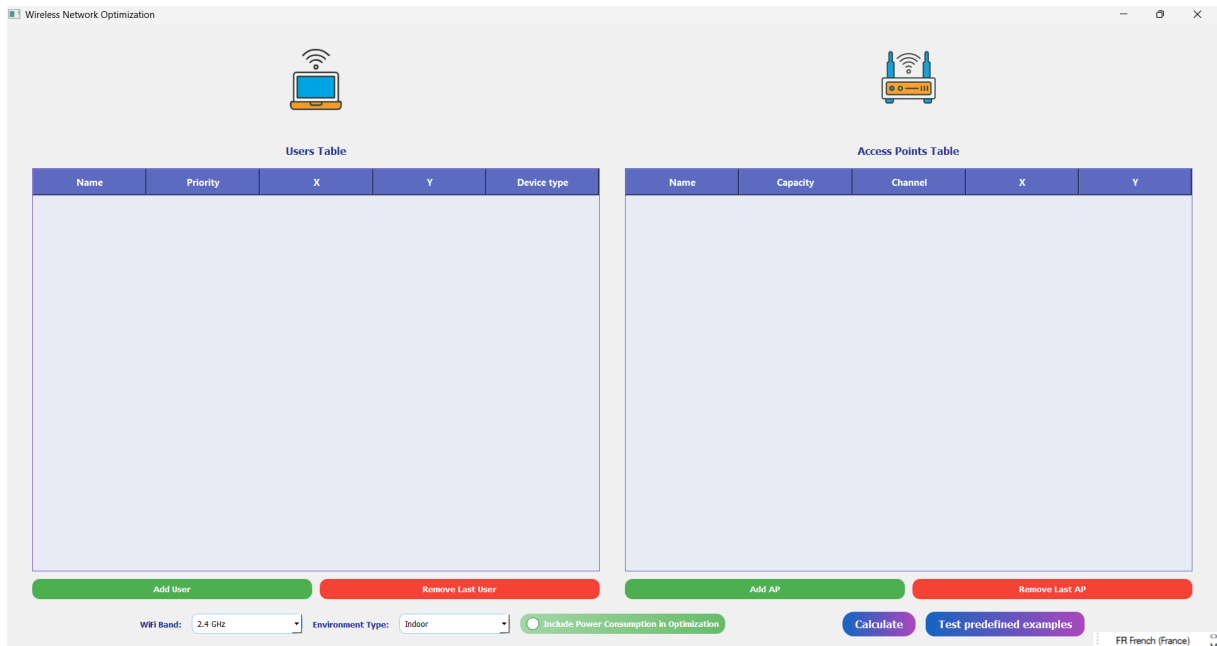 Wireless Network Optimization
Users Table
Access Points Table
Name Priority X Y Device type
Name Capacity Channel X Y
Add User Remove Last User
Add AP Remove Last AP
WiFi Band: 2.4 GHz Environment Type: Indoor Include Power Consumption in Optimization Calculate Test predefined examples
FR French (France)